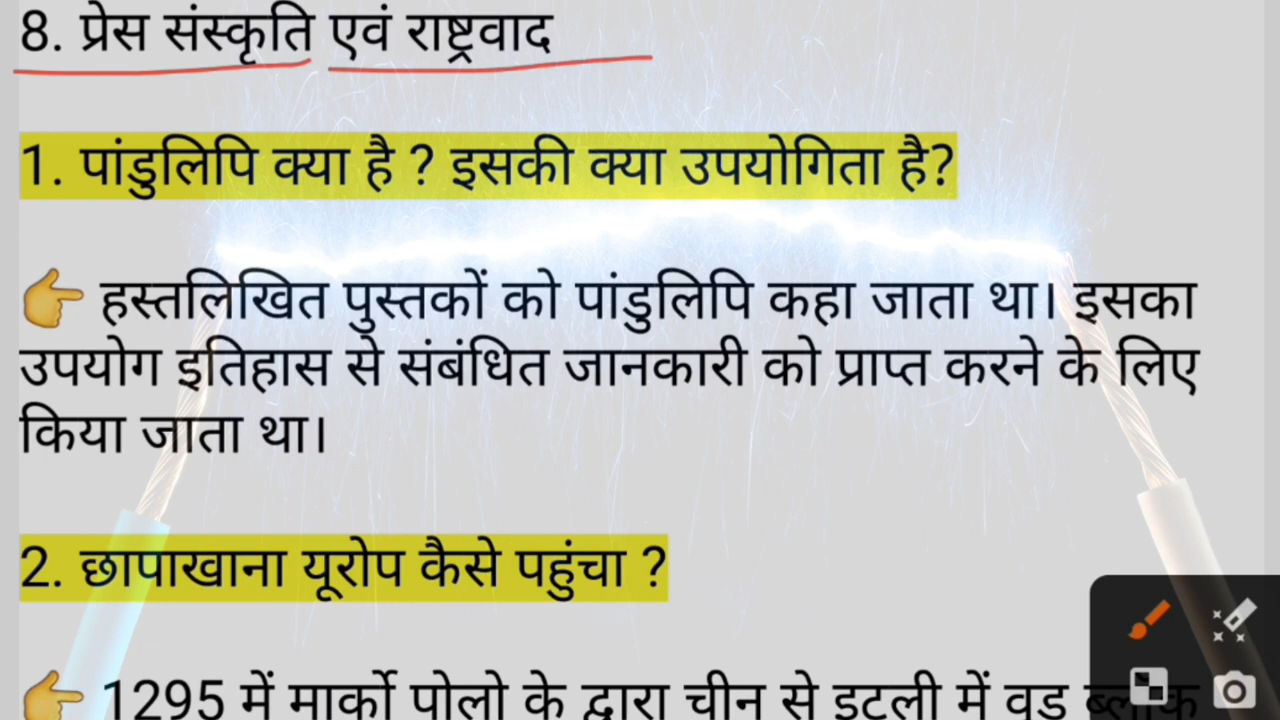 8. प्रेस संस्कृति एवं राष्ट्रवाद
1. पांडुलिपि क्या है ? इसकी क्या उपयोगिता है?
👉 हस्तलिखित पुस्तकों को पांडुलिपि कहा जाता था। इसका
उपयोग इतिहास से संबंधित जानकारी को प्राप्त करने के लिए
किया जाता था।
2. छापाखाना यूरोप कैसे पहुंचा ?
👉 1295 में मार्को पोलो के द्वारा चीन से इटली में वुड ब्लॉक